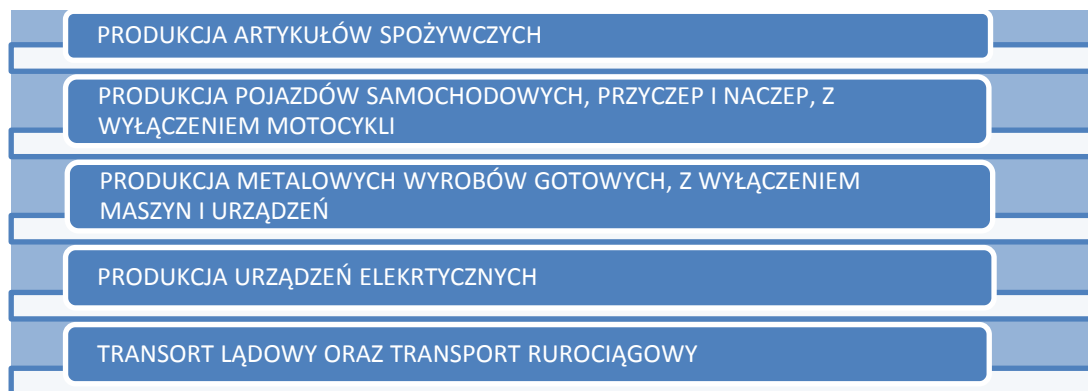 PRODUKCJA ARTYKUŁÓW SPOŻYWCZYCH
PRODUKCJA POJAZDÓW SAMOCHODOWYCH, PRZYCZEP I NACZEP, Z
WYŁĄCZENIEM MOTOCYKLI
PRODUKCJA METALOWYCH WYROBÓW GOTOWYCH, Z WYŁĄCZENIEM
MASZYN I URZĄDZEŃ
PRODUKCJA URZĄDZEŃ ELEKRTYCZNYCH
TRANSORT LĄDOWY ORAZ TRANSPORT RUROCIĄGOWY